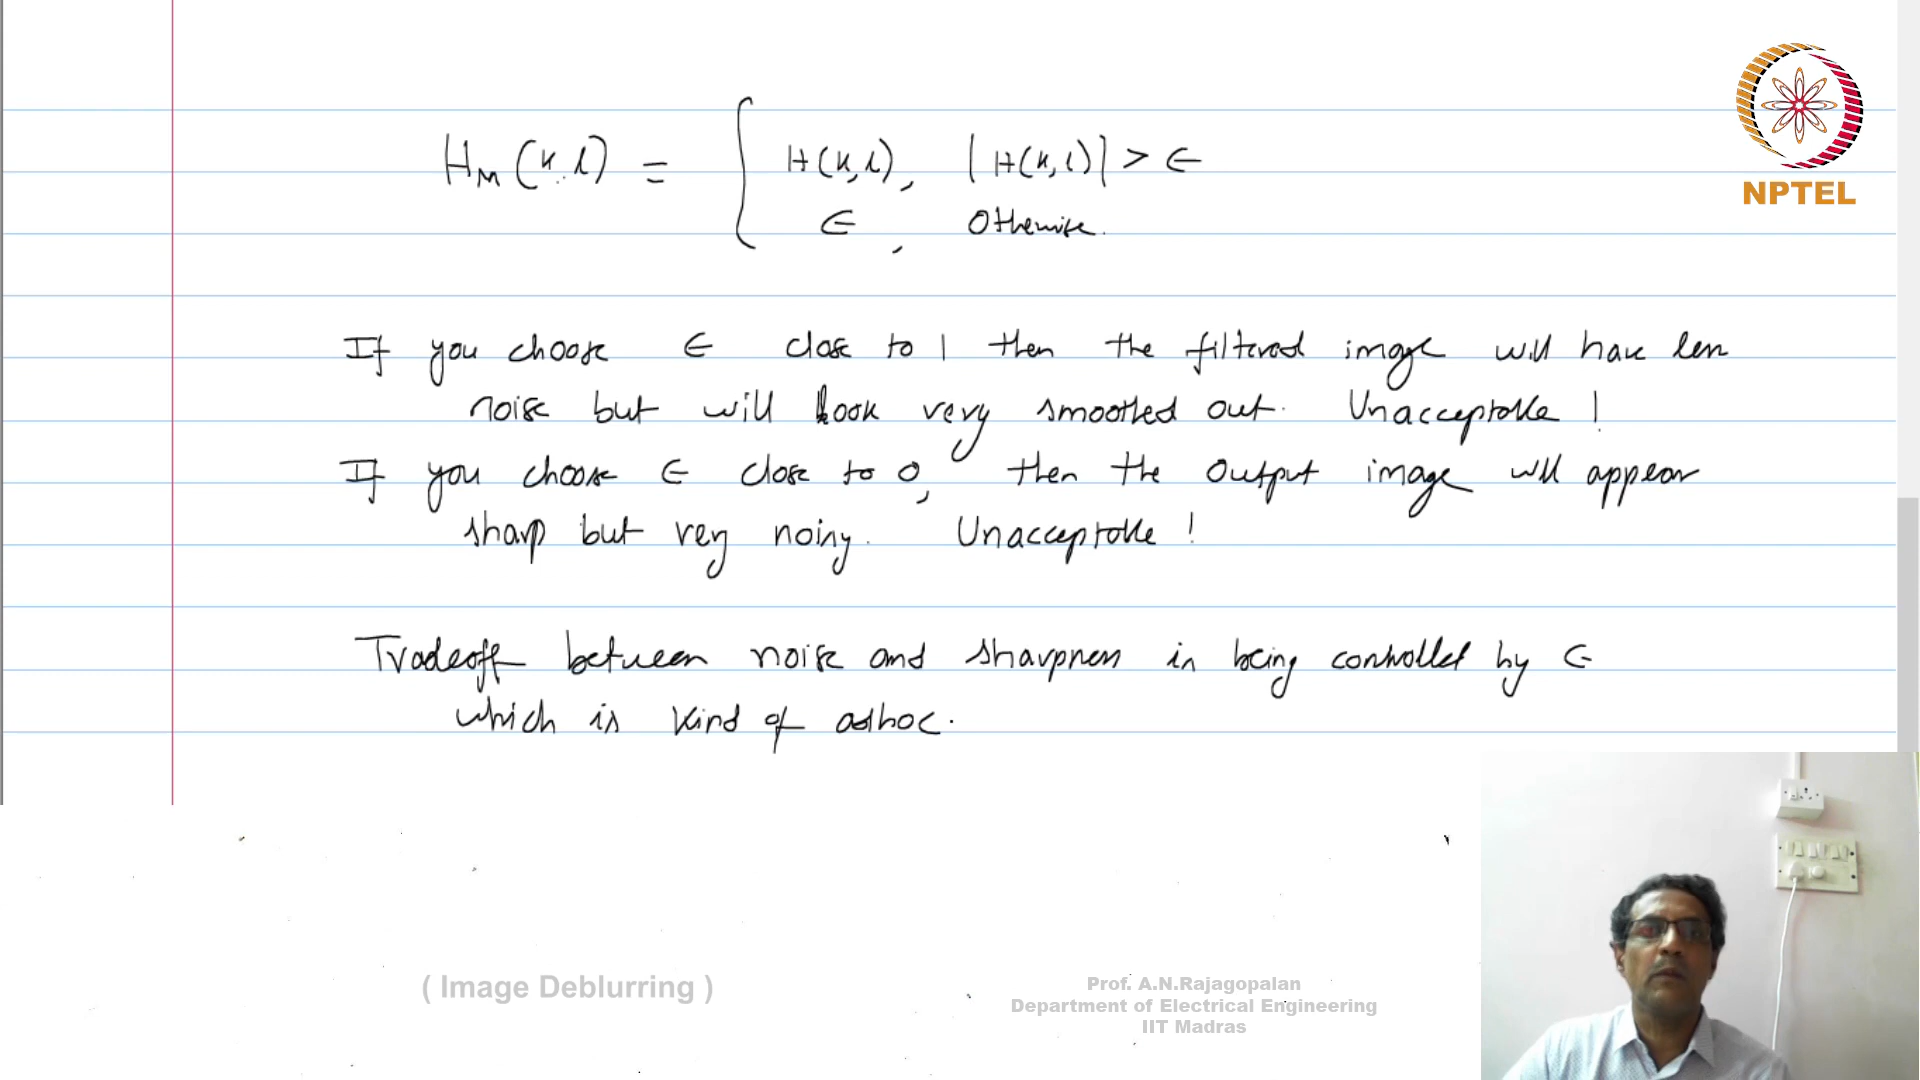 H_M(k,l) = { H(k,l), |H(k,l)| > ∈
∈, Otherwise.
NPTEL
If you choose ∈ close to 1 then the filtered image will have less
noise but will look very smoothed out. Unacceptable !
If you choose ∈ close to 0, then the output image will appear
sharp but very noisy. Unacceptable !
Tradeoff between noise and sharpness is being controlled by ∈
which is kind of adhoc.
( Image Deblurring )
Prof. A.N.Rajagopalan
Department of Electrical Engineering
IIT Madras